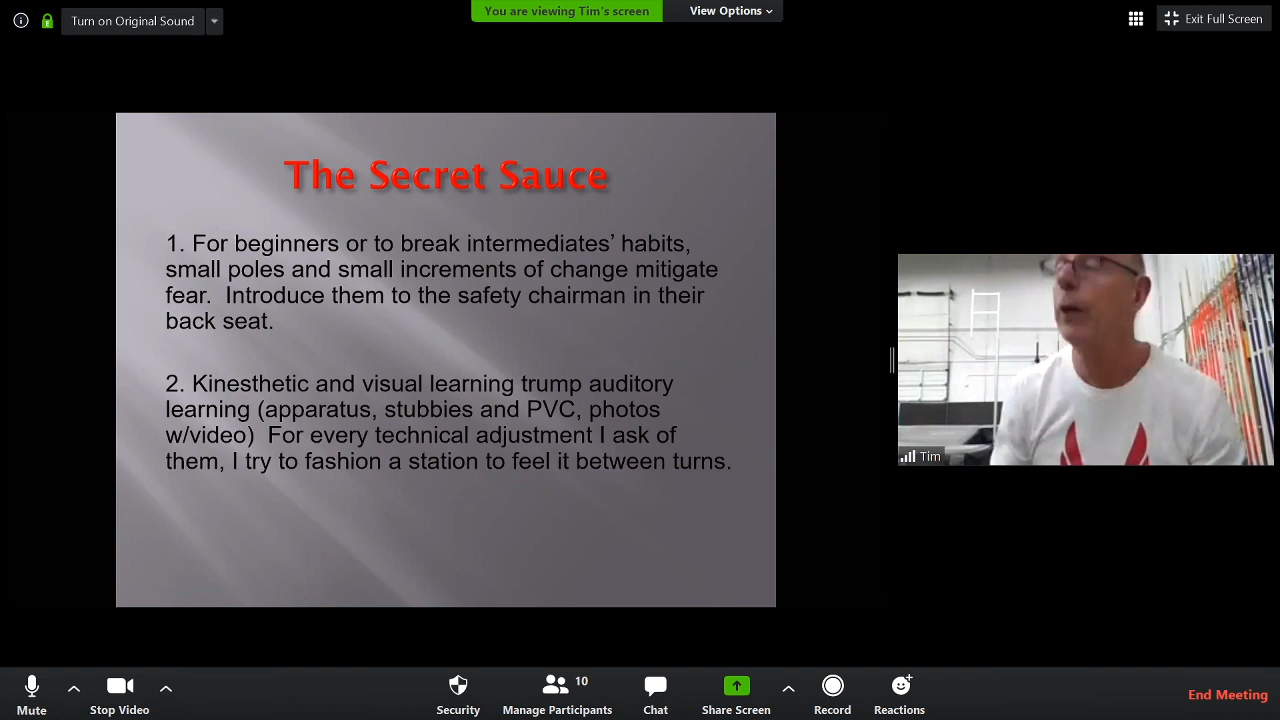 You are viewing Tim's screen
View Options
Turn on Original Sound
Exit Full Screen
The Secret Sauce
1. For beginners or to break intermediates’ habits,
small poles and small increments of change mitigate
fear.  Introduce them to the safety chairman in their
back seat.
2. Kinesthetic and visual learning trump auditory
learning (apparatus, stubbies and PVC, photos
w/video)  For every technical adjustment I ask of
them, I try to fashion a station to feel it between turns.
Tim
Mute
Stop Video
Security
10
Manage Participants
Chat
Share Screen
Record
Reactions
End Meeting